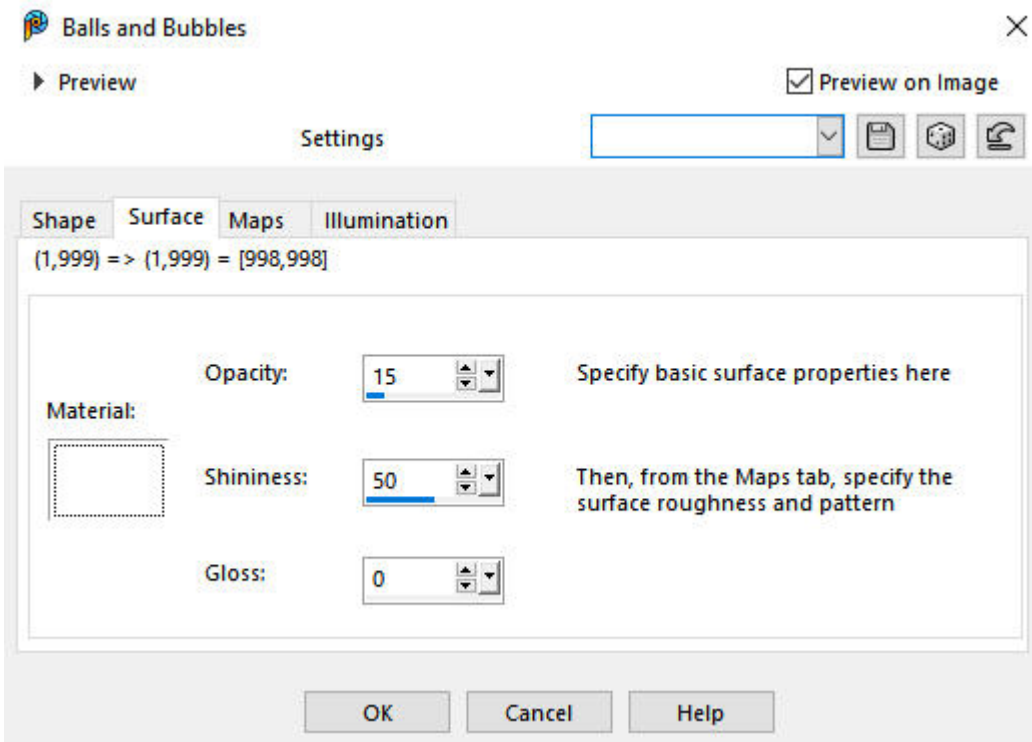 Balls and Bubbles
Preview
Preview on Image
Settings
Shape Surface Maps Illumination
(1,999) => (1,999) = [998,998]
Opacity: 15 Specify basic surface properties here
Material:
Shininess: 50 Then, from the Maps tab, specify the
surface roughness and pattern
Gloss: 0
OK Cancel Help